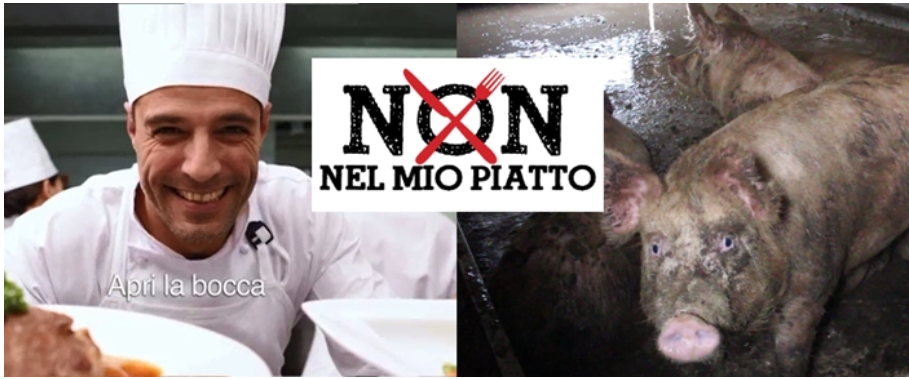 NON
NEL MIO PIATTO
Apri la bocca